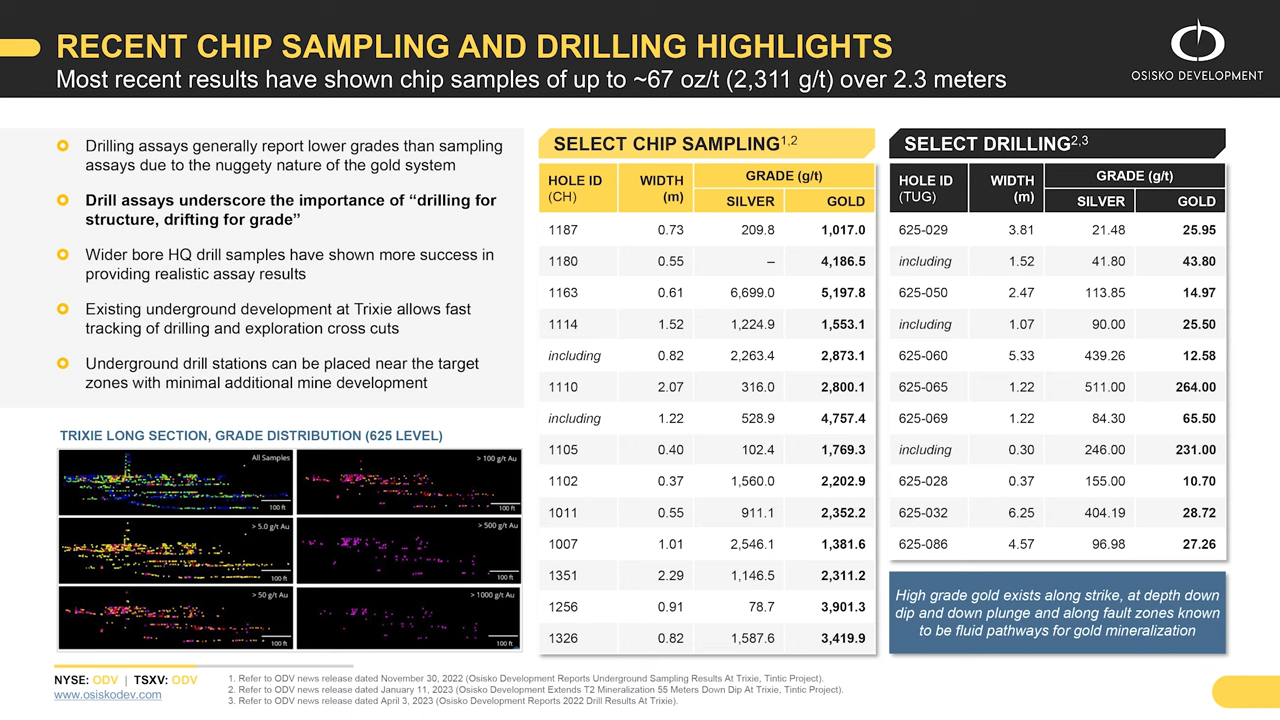 RECENT CHIP SAMPLING AND DRILLING HIGHLIGHTS
Most recent results have shown chip samples of up to ~67 oz/t (2,311 g/t) over 2.3 meters
OSISKO DEVELOPMENT
Drilling assays generally report lower grades than sampling
assays due to the nuggety nature of the gold system
Drill assays underscore the importance of “drilling for
structure, drifting for grade”
Wider bore HQ drill samples have shown more success in
providing realistic assay results
Existing underground development at Trixie allows fast
tracking of drilling and exploration cross cuts
Underground drill stations can be placed near the target
zones with minimal additional mine development
TRIXIE LONG SECTION, GRADE DISTRIBUTION (625 LEVEL)
All Samples
100 ft
> 100 g/t Au
100 ft
> 5.0 g/t Au
100 ft
> 500 g/t Au
100 ft
> 50 g/t Au
100 ft
> 1000 g/t Au
100 ft
SELECT CHIP SAMPLING1,2
HOLE ID (CH) WIDTH (m) GRADE (g/t)
SILVER GOLD
1187 0.73 209.8 1,017.0
1180 0.55 – 4,186.5
1163 0.61 6,699.0 5,197.8
1114 1.52 1,224.9 1,553.1
including 0.82 2,263.4 2,873.1
1110 2.07 316.0 2,800.1
including 1.22 528.9 4,757.4
1105 0.40 102.4 1,769.3
1102 0.37 1,560.0 2,202.9
1011 0.55 911.1 2,352.2
1007 1.01 2,546.1 1,381.6
1351 2.29 1,146.5 2,311.2
1256 0.91 78.7 3,901.3
1326 0.82 1,587.6 3,419.9
SELECT DRILLING2,3
HOLE ID (TUG) WIDTH (m) GRADE (g/t)
SILVER GOLD
625-029 3.81 21.48 25.95
including 1.52 41.80 43.80
625-050 2.47 113.85 14.97
including 1.07 90.00 25.50
625-060 5.33 439.26 12.58
625-065 1.22 511.00 264.00
625-069 1.22 84.30 65.50
including 0.30 246.00 231.00
625-028 0.37 155.00 10.70
625-032 6.25 404.19 28.72
625-086 4.57 96.98 27.26
High grade gold exists along strike, at depth down
dip and down plunge and along fault zones known
to be fluid pathways for gold mineralization
NYSE: ODV | TSXV: ODV
www.osiskodev.com
1. Refer to ODV news release dated November 30, 2022 (Osisko Development Reports Underground Sampling Results At Trixie, Tintic Project).
2. Refer to ODV news release dated January 11, 2023 (Osisko Development Extends T2 Mineralization 55 Meters Down Dip At Trixie, Tintic Project).
3. Refer to ODV news release dated April 3, 2023 (Osisko Development Reports 2022 Drill Results At Trixie).